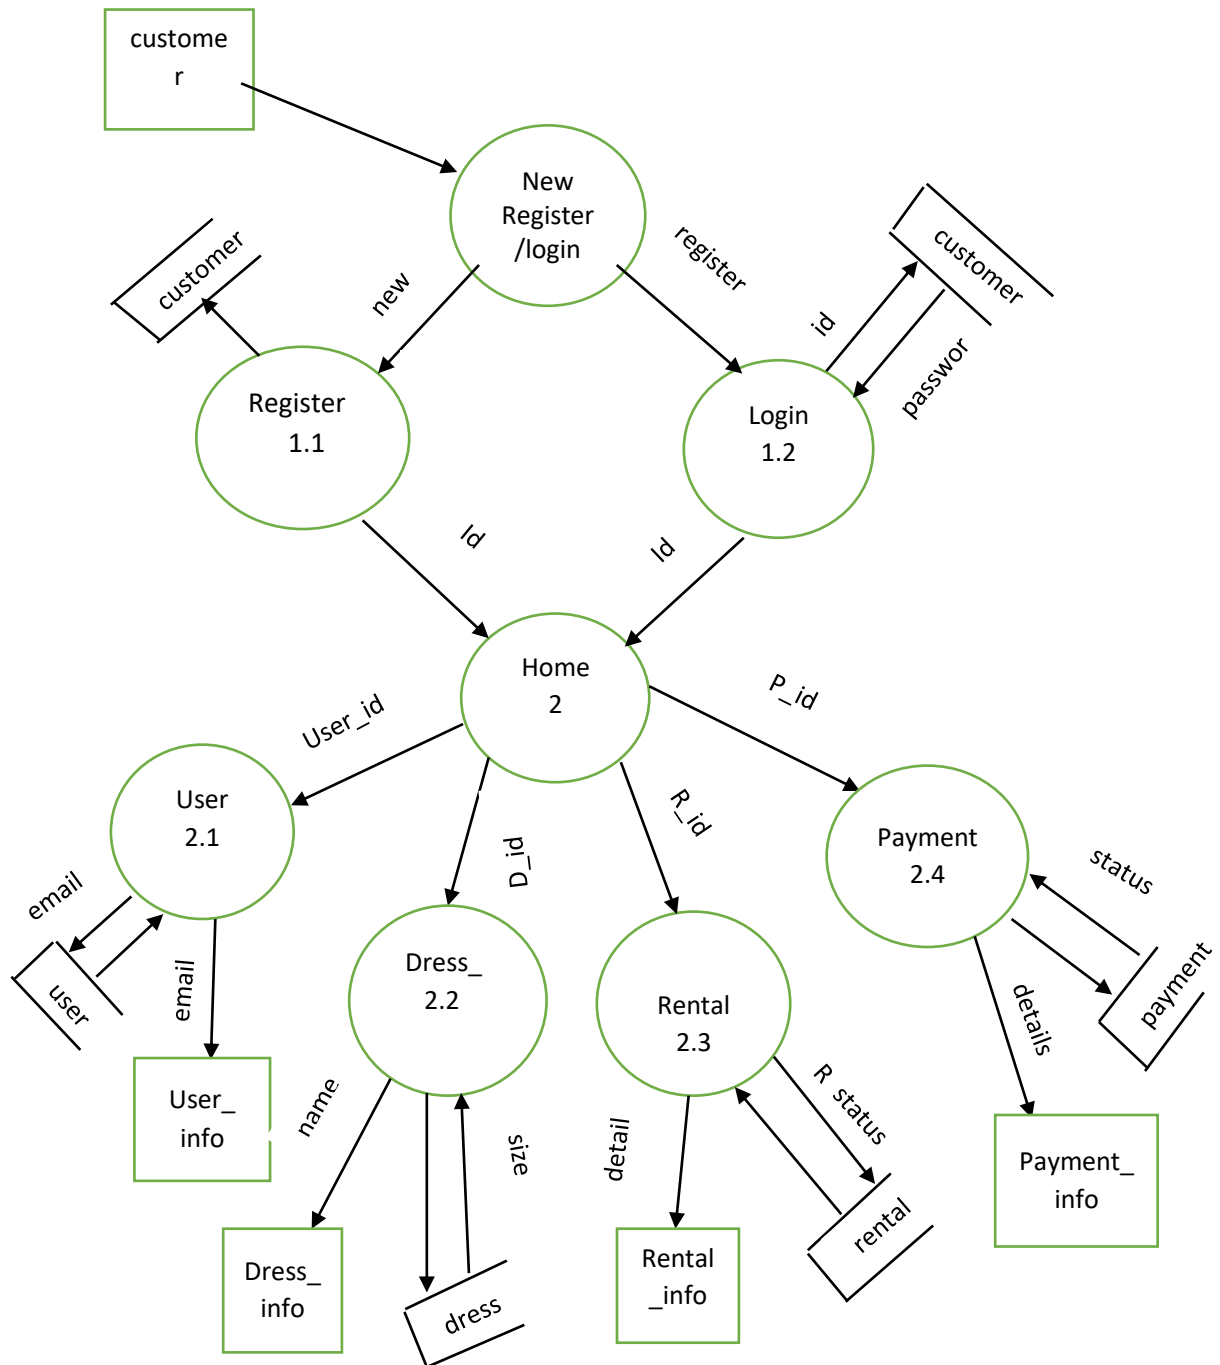 custome
r
New
Register
/login
customer
new
register
customer
id
passwor
Register
1.1
Login
1.2
Id
Id
Home
2
User_id
P_id
D_id
R_id
User
2.1
Payment
2.4
email
status
user
email
Dress_
2.2
Rental
2.3
details
payment
User_
info
name
size
detail
R status
Payment_
info
Dress_
info
dress
Rental
_info
rental